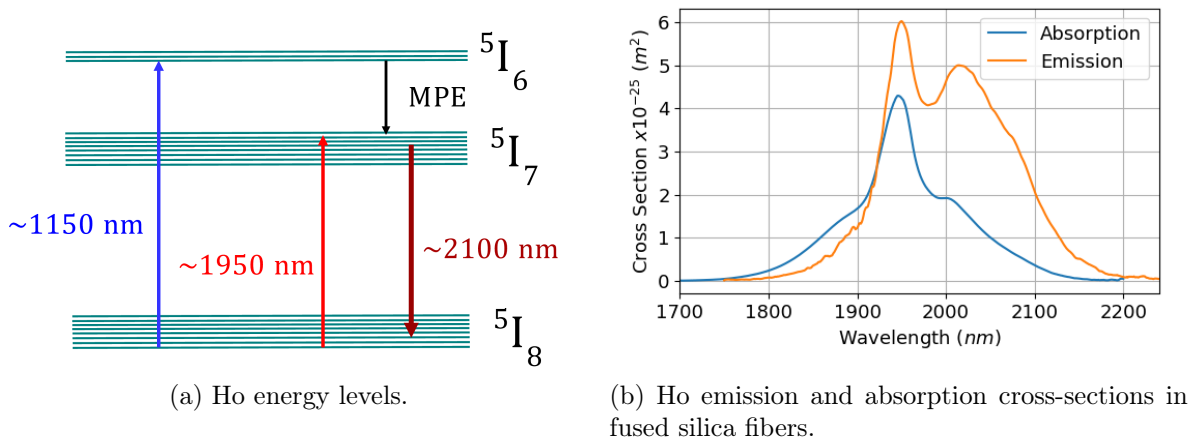 ⁵I₆
MPE
⁵I₇
~1150 nm
~1950 nm
~2100 nm
⁵I₈
(a) Ho energy levels.
Cross Section x10⁻²⁵ (m²)
6
5
4
3
2
1
0
Absorption
Emission
1700 1800 1900 2000 2100 2200
Wavelength (nm)
(b) Ho emission and absorption cross-sections in
fused silica fibers.